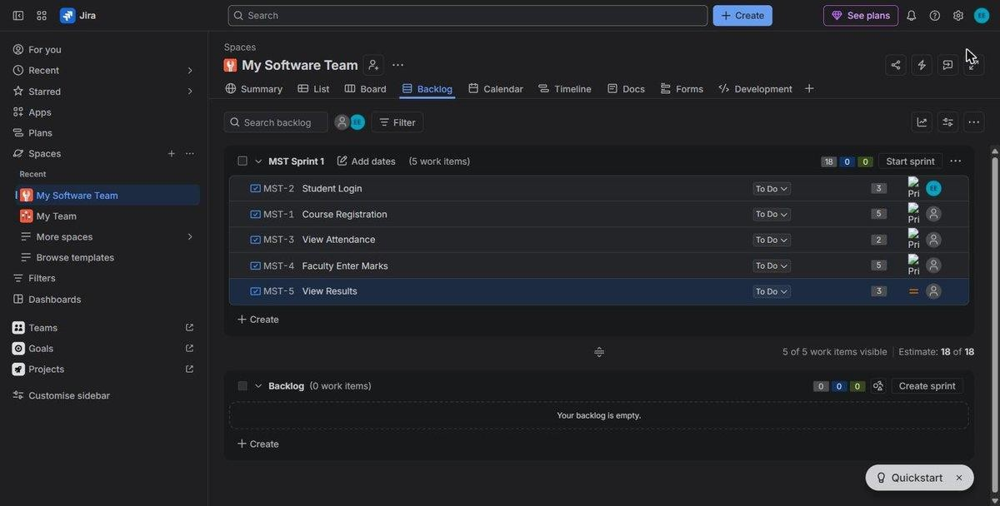 Jira
Search
+ Create
See plans
EE
For you
Recent
Starred
Apps
Plans
Spaces
Recent
My Software Team
My Team
More spaces
Browse templates
Filters
Dashboards
Teams
Goals
Projects
Customise sidebar
Spaces
My Software Team
Summary List Board Backlog Calendar Timeline Docs Forms Development
Search backlog EE Filter
MST Sprint 1 Add dates (5 work items) 18 0 0 Start sprint
MST-2 Student Login To Do 3 Pri EE
MST-1 Course Registration To Do 5 Pri
MST-3 View Attendance To Do 2 Pri
MST-4 Faculty Enter Marks To Do 5 Pri
MST-5 View Results To Do 3
+ Create
5 of 5 work items visible Estimate: 18 of 18
Backlog (0 work items) 0 0 0 Create sprint
Your backlog is empty.
+ Create
Quickstart